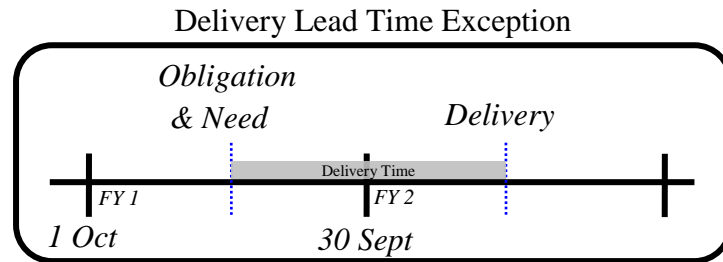 Delivery Lead Time Exception
Obligation
& Need
Delivery
Delivery Time
FY 1
FY 2
1 Oct
30 Sept